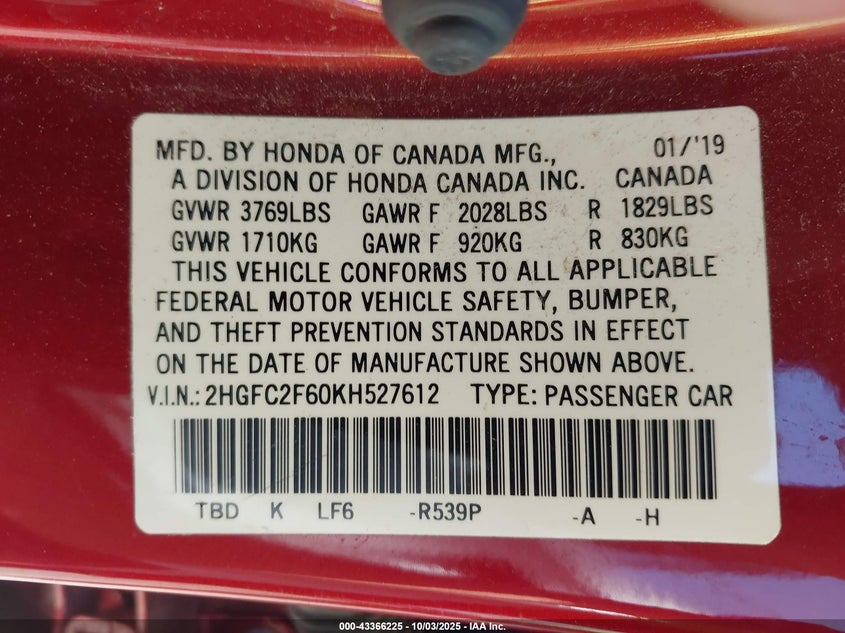 MFD. BY HONDA OF CANADA MFG., 01/'19
A DIVISION OF HONDA CANADA INC. CANADA
GVWR 3769LBS GAWR F 2028LBS R 1829LBS
GVWR 1710KG GAWR F 920KG R 830KG
THIS VEHICLE CONFORMS TO ALL APPLICABLE
FEDERAL MOTOR VEHICLE SAFETY, BUMPER,
AND THEFT PREVENTION STANDARDS IN EFFECT
ON THE DATE OF MANUFACTURE SHOWN ABOVE.
V.I.N.: 2HGFC2F60KH527612 TYPE: PASSENGER CAR
TBD K LF6 -R539P -A -H
000-43366225 - 10/03/2025 - IAA Inc.